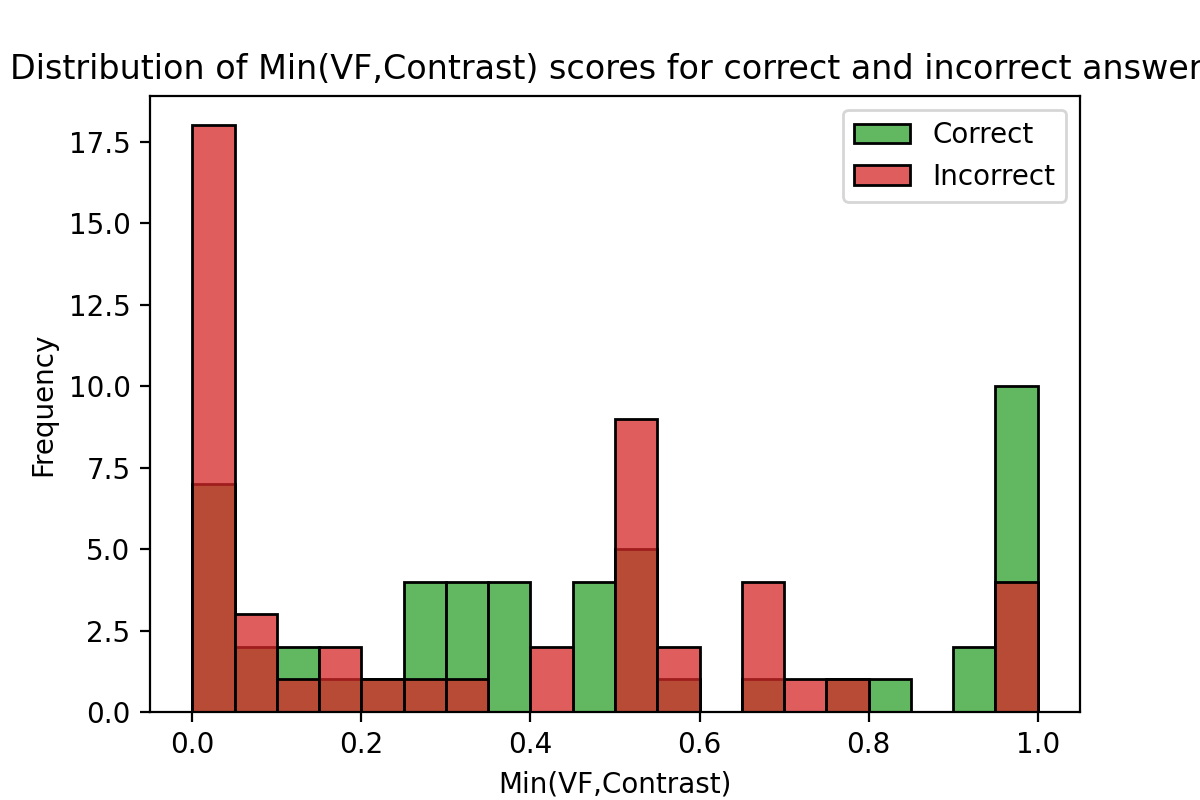 Distribution of Min(VF,Contrast) scores for correct and incorrect answer
Correct
Incorrect
17.5
15.0
12.5
10.0
7.5
5.0
2.5
0.0
Frequency
0.0 0.2 0.4 0.6 0.8 1.0
Min(VF,Contrast)